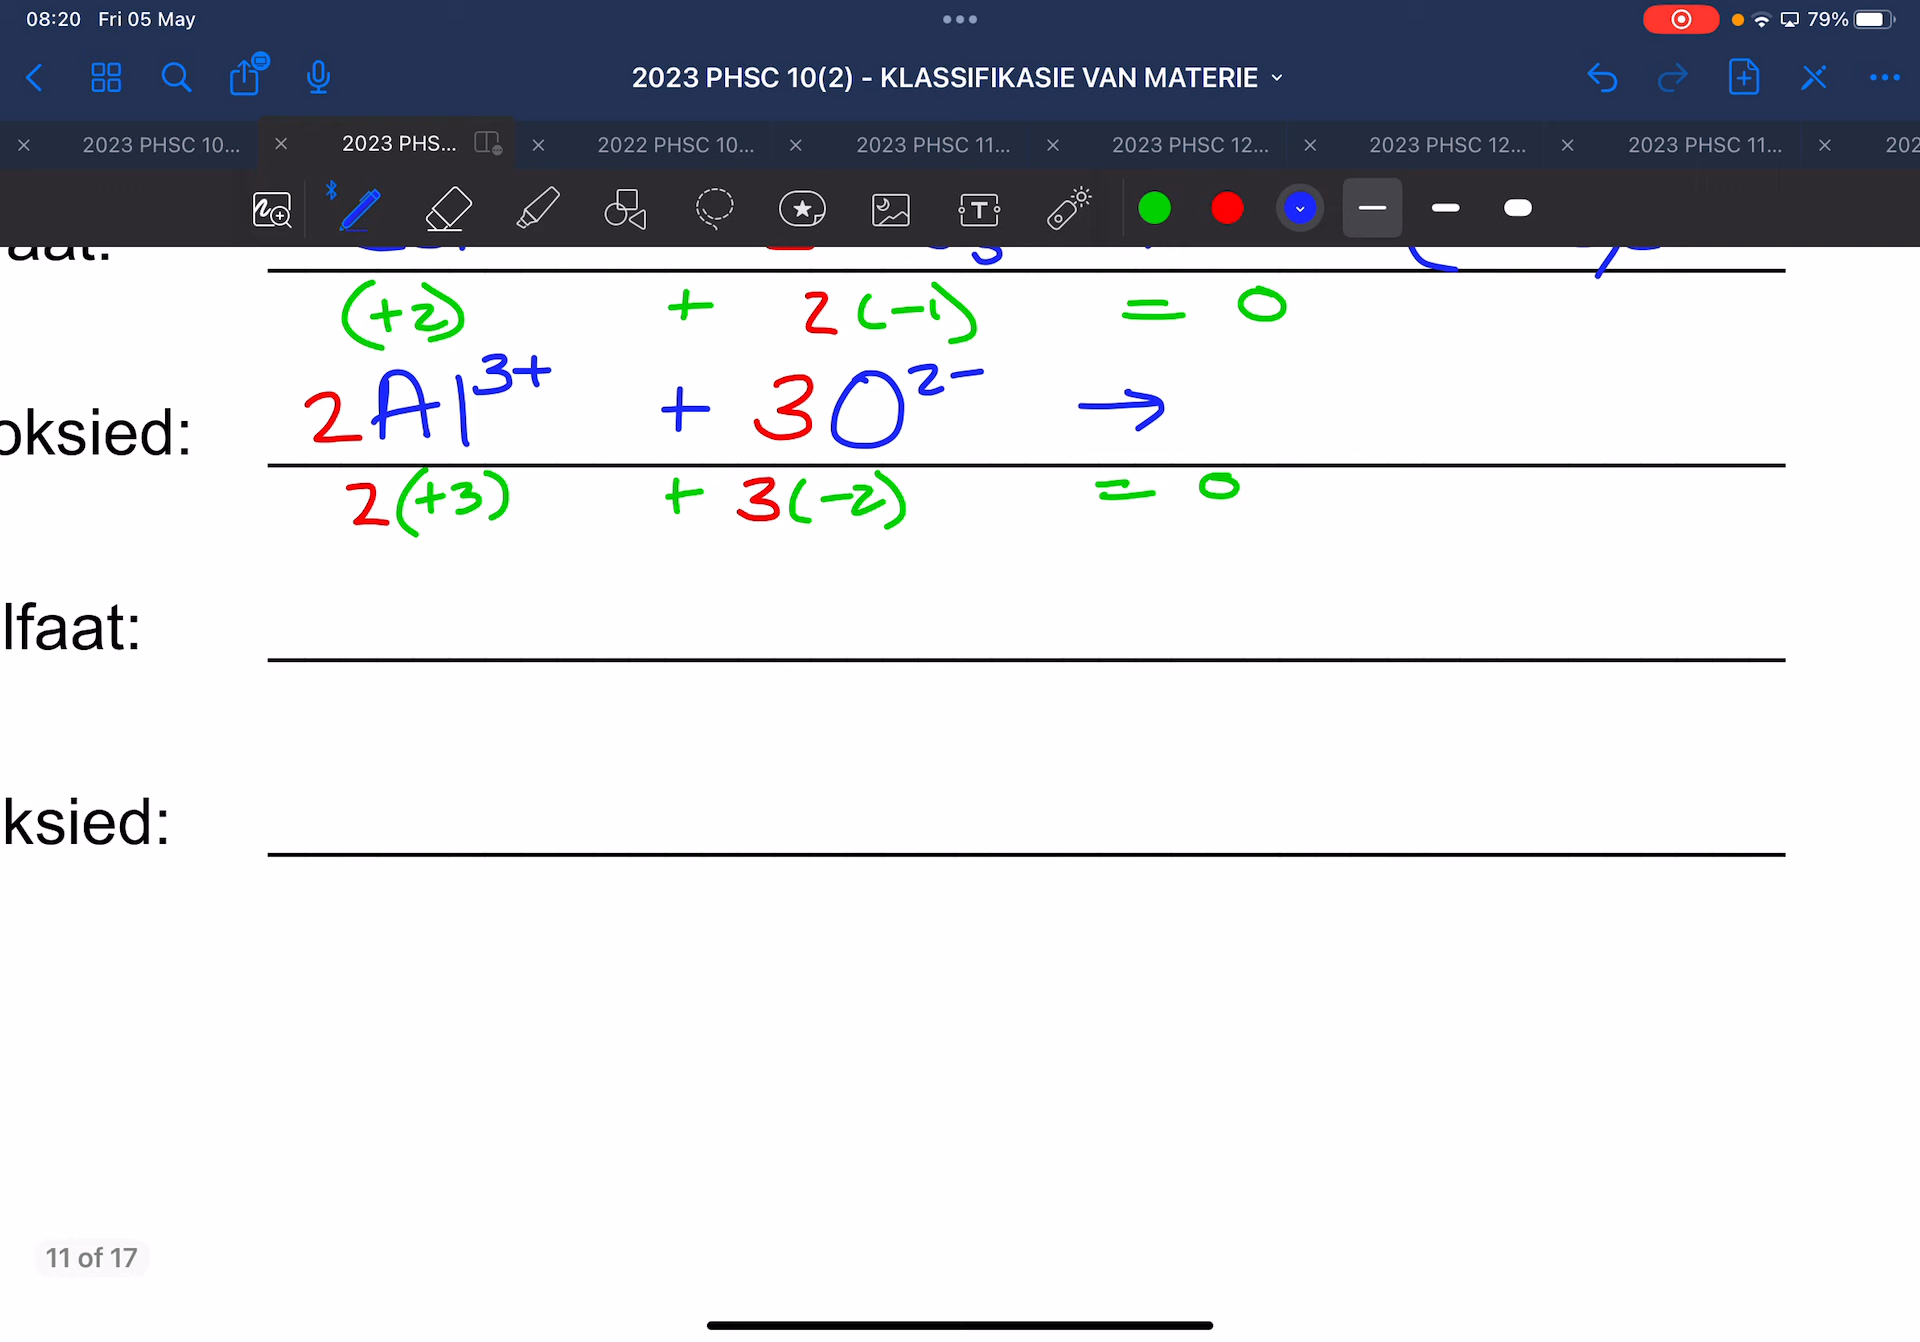 08:20 Fri 05 May
79%
2023 PHSC 10(2) - KLASSIFIKASIE VAN MATERIE
2023 PHSC 10... 2023 PHS... 2022 PHSC 10... 2023 PHSC 11... 2023 PHSC 12... 2023 PHSC 12... 2023 PHSC 11... 202
T
aat:
(+2) + 2(-1) = 0
oksied: 2Al³⁺ + 3O²⁻ →
2(+3) + 3(-2) = 0
lfaat:
ksied:
11 of 17